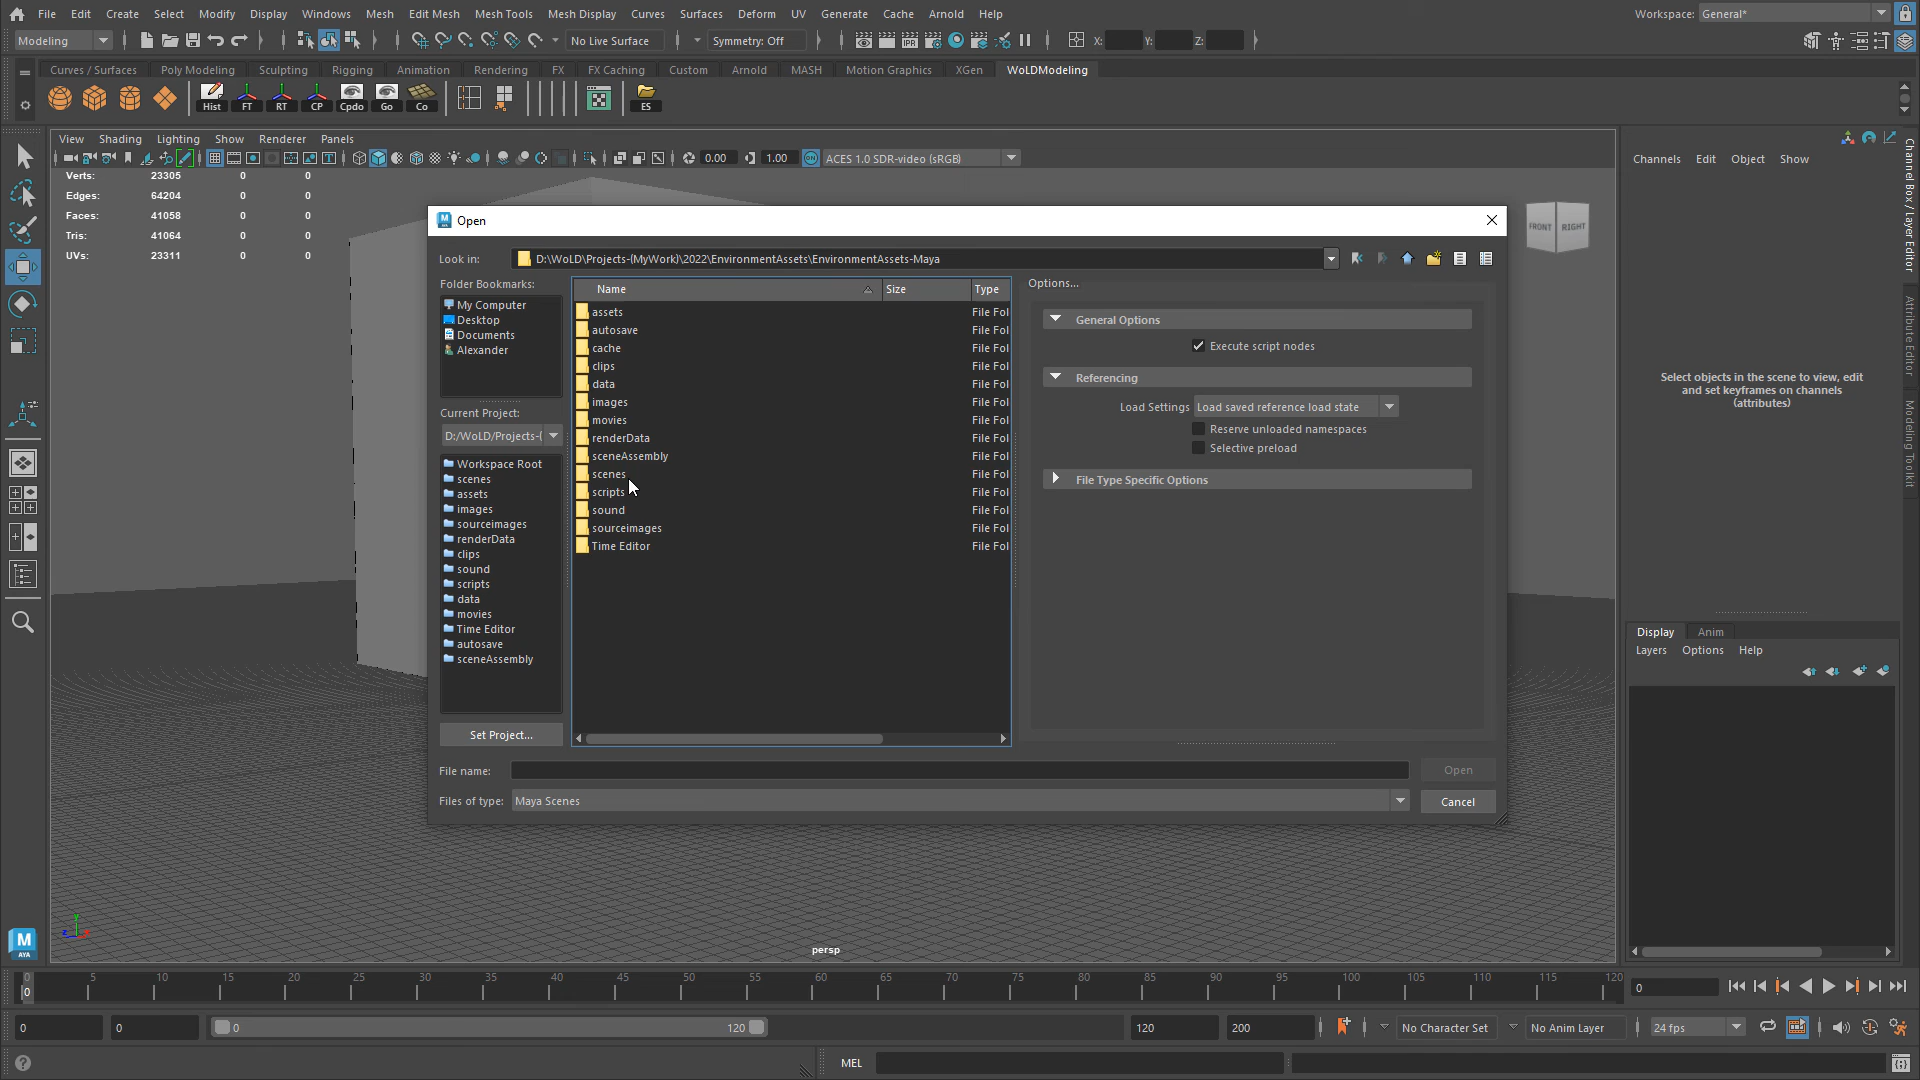 File Edit Create Select Modify Display Windows Mesh Edit Mesh Mesh Tools Mesh Display Curves Surfaces Deform UV Generate Cache Arnold Help Workspace: General*
Modeling No Live Surface Symmetry: Off X: Y: Z:
Curves / Surfaces Poly Modeling Sculpting Rigging Animation Rendering FX FX Caching Custom Arnold MASH Motion Graphics XGen WoLDModeling
Hist FT RT CP Cpdo Go Co ES
View Shading Lighting Show Renderer Panels
0.00 1.00 ON ACES 1.0 SDR-video (sRGB)
Channels Edit Object Show
Verts: 23305 0 0
Edges: 64204 0 0
Faces: 41058 0 0
Tris: 41064 0 0
UVs: 23311 0 0
FRONT RIGHT
Channel Box / Layer Editor
Attribute Editor
Modeling Toolkit
Open
Look in: D:\WoLD\Projects-(MyWork)\2022\EnvironmentAssets\EnvironmentAssets-Maya
Folder Bookmarks:
My Computer
Desktop
Documents
Alexander
Current Project:
D:/WoLD/Projects-(
Workspace Root
scenes
assets
images
sourceimages
renderData
clips
sound
scripts
data
movies
Time Editor
autosave
sceneAssembly
Set Project...
Name Size Type
assets File Fol
autosave File Fol
cache File Fol
clips File Fol
data File Fol
images File Fol
movies File Fol
renderData File Fol
sceneAssembly File Fol
scenes File Fol
scripts File Fol
sound File Fol
sourceimages File Fol
Time Editor File Fol
Options...
General Options
Execute script nodes
Referencing
Load Settings Load saved reference load state
Reserve unloaded namespaces
Selective preload
File Type Specific Options
File name: Open
Files of type: Maya Scenes Cancel
Select objects in the scene to view, edit
and set keyframes on channels
(attributes)
Display Anim
Layers Options Help
y
z x
persp
M
AYA
0 5 10 15 20 25 30 35 40 45 50 55 60 65 70 75 80 85 90 95 100 105 110 115 120
0 0
0 0 0 120 120 200 No Character Set No Anim Layer 24 fps
MEL